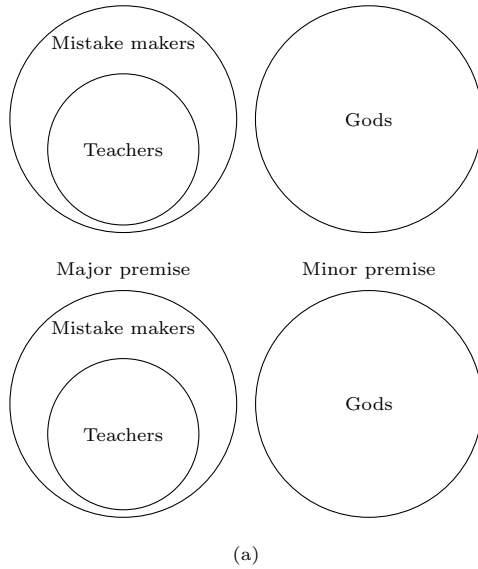 Mistake makers
Teachers
Gods
Major premise Minor premise
Mistake makers
Teachers
Gods
(a)